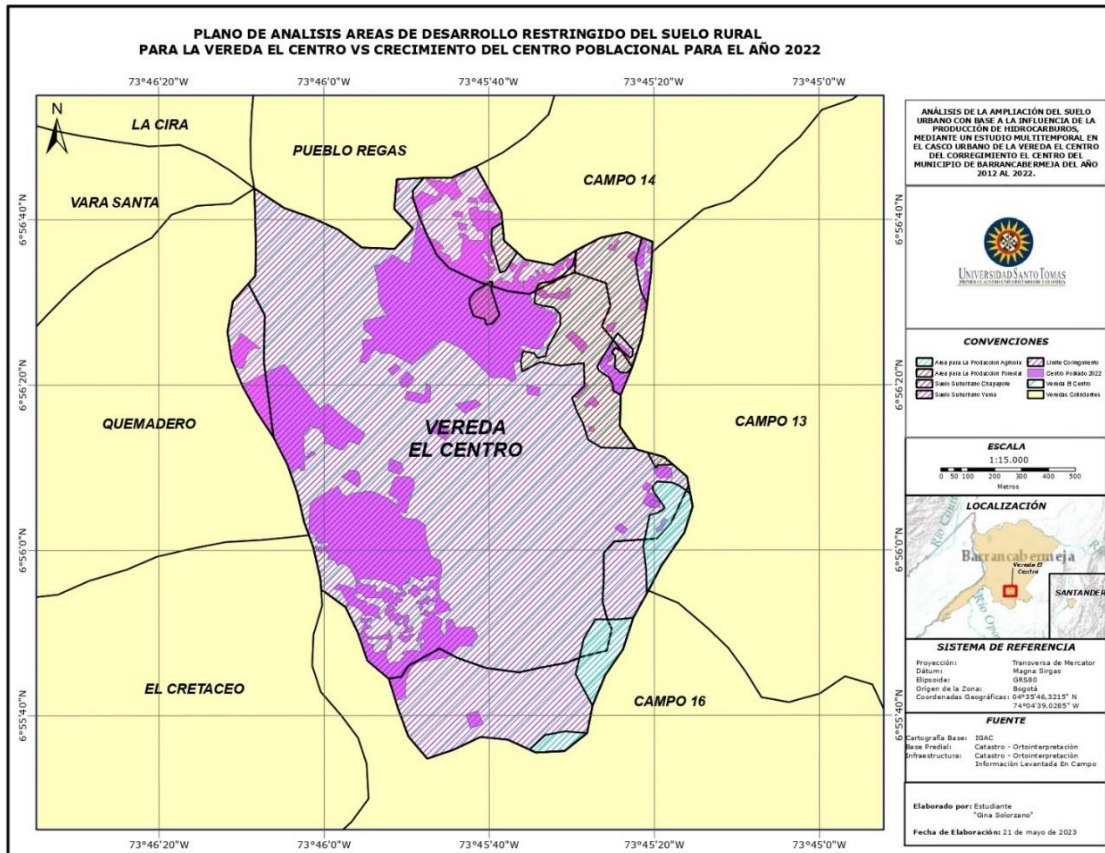 PLANO DE ANALISIS AREAS DE DESARROLLO RESTRINGIDO DEL SUELO RURAL
PARA LA VEREDA EL CENTRO VS CRECIMIENTO DEL CENTRO POBLACIONAL PARA EL AÑO 2022
73°46'20"W 73°46'0"W 73°45'40"W 73°45'20"W 73°45'0"W
N
LA CIRA
PUEBLO REGAS
CAMPO 14
VARA SANTA
6°56'40"N 6°56'40"N
6°56'20"N 6°56'20"N
QUEMADERO
VEREDA
EL CENTRO
CAMPO 13
6°56'0"N 6°56'0"N
EL CRETACEO
CAMPO 16
6°55'40"N 6°55'40"N
73°46'20"W 73°46'0"W 73°45'40"W 73°45'20"W 73°45'0"W
ANÁLISIS DE LA AMPLIACIÓN DEL SUELO
URBANO CON BASE A LA INFLUENCIA DE LA
PRODUCCIÓN DE HIDROCARBUROS,
MEDIANTE UN ESTUDIO MULTITEMPORAL EN
EL CASCO URBANO DE LA VEREDA EL CENTRO
DEL CORREGIMIENTO EL CENTRO DEL
MUNICIPIO DE BARRANCABERMEJA DEL AÑO
2012 AL 2022.
UNIVERSIDAD SANTO TOMAS
PRIMER CLAUSTRO UNIVERSITARIO DE COLOMBIA
CONVENCIONES
Area para La Produccion Agricola
Area para La Produccion Forestal
Suelo Suburbano Chapapote
Suelo Suburbano Yama
Limite Corregimiento
Centro Poblado 2022
Vereda El Centro
Veredas Colindantes
ESCALA
1:15.000
0 50 100 200 300 400 500
Metros
LOCALIZACIÓN
Barrancabermeja
Vereda El
Centro
SANTANDER
Río Opo
SISTEMA DE REFERENCIA
Proyección: Transversa de Mercator
Dátum: Magna Sirgas
Elipsoide: GRS80
Origen de la Zona: Bogotá
Coordenadas Geográficas: 04°35'46,3215" N
74°04'39,0285" W
FUENTE
Cartografía Base: IGAC
Base Predial: Catastro - Ortointerpretación
Infraestructura: Catastro - Ortointerpretación
Información Levantada En Campo
Elaborado por: Estudiante
"Gina Solorzano"
Fecha de Elaboración: 21 de mayo de 2023